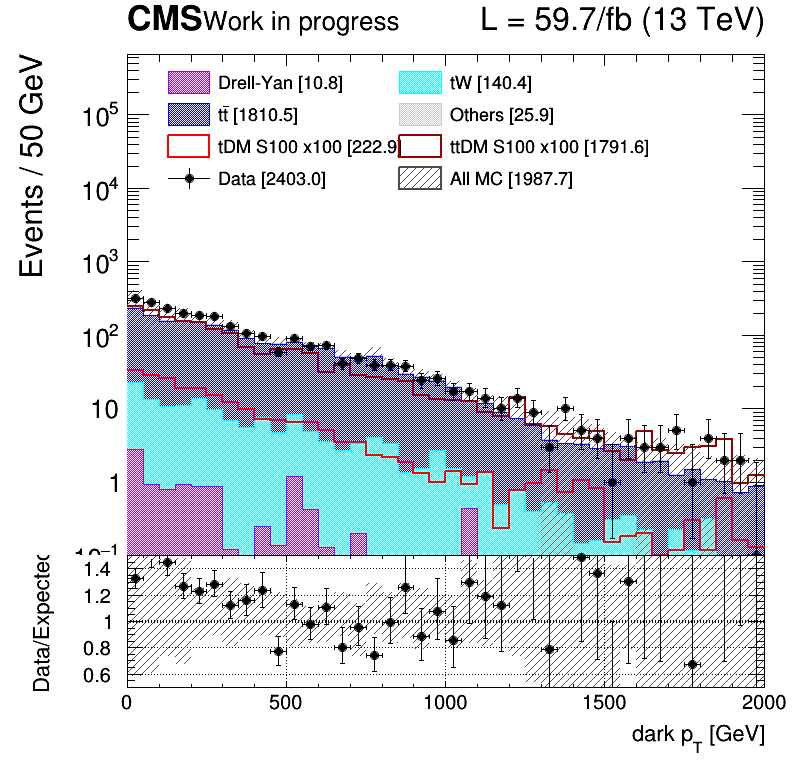 CMS Work in progress L = 59.7/fb (13 TeV)
Events / 50 GeV
Drell-Yan [10.8] tW [140.4]
tt̄ [1810.5] Others [25.9]
tDM S100 x100 [222.9] ttDM S100 x100 [1791.6]
Data [2403.0] All MC [1987.7]
10⁵
10⁴
10³
10²
10
1
10⁻¹
Data/Expected
1.4
1.2
1
0.8
0.6
0 500 1000 1500 2000
dark p_T [GeV]